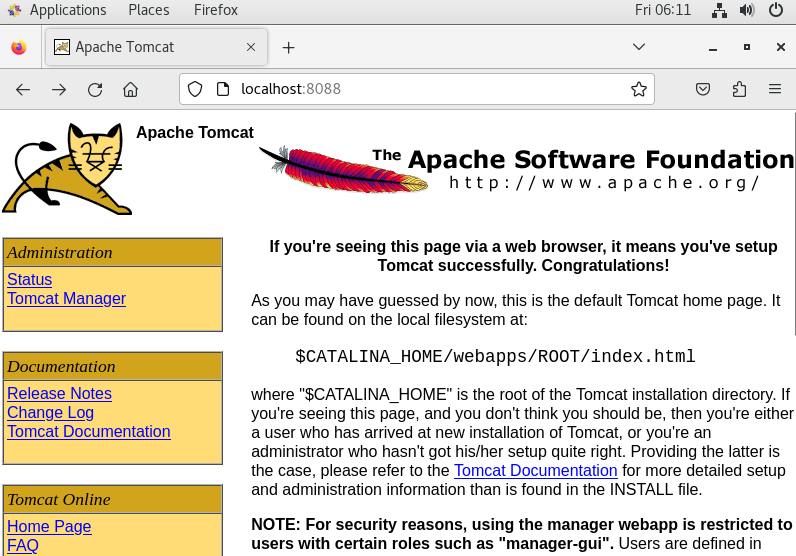 Applications Places Firefox Fri 06:11
Apache Tomcat
localhost:8088
Apache Tomcat
The Apache Software Foundation
http://www.apache.org/
Administration
Status
Tomcat Manager
Documentation
Release Notes
Change Log
Tomcat Documentation
Tomcat Online
Home Page
FAQ
If you're seeing this page via a web browser, it means you've setup
Tomcat successfully. Congratulations!
As you may have guessed by now, this is the default Tomcat home page. It
can be found on the local filesystem at:
$CATALINA_HOME/webapps/ROOT/index.html
where "$CATALINA_HOME" is the root of the Tomcat installation directory. If
you're seeing this page, and you don't think you should be, then you're either
a user who has arrived at new installation of Tomcat, or you're an
administrator who hasn't got his/her setup quite right. Providing the latter is
the case, please refer to the Tomcat Documentation for more detailed setup
and administration information than is found in the INSTALL file.
NOTE: For security reasons, using the manager webapp is restricted to
users with certain roles such as "manager-gui". Users are defined in